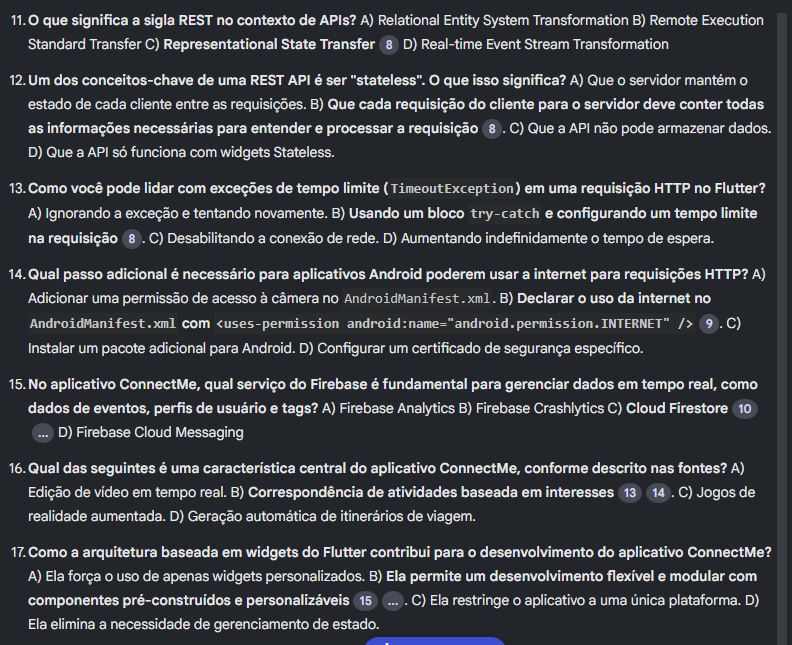 11. O que significa a sigla REST no contexto de APIs? A) Relational Entity System Transformation B) Remote Execution
Standard Transfer C) Representational State Transfer 8 D) Real-time Event Stream Transformation
12. Um dos conceitos-chave de uma REST API é ser "stateless". O que isso significa? A) Que o servidor mantém o
estado de cada cliente entre as requisições. B) Que cada requisição do cliente para o servidor deve conter todas
as informações necessárias para entender e processar a requisição 8 . C) Que a API não pode armazenar dados.
D) Que a API só funciona com widgets Stateless.
13. Como você pode lidar com exceções de tempo limite (TimeoutException) em uma requisição HTTP no Flutter?
A) Ignorando a exceção e tentando novamente. B) Usando um bloco try-catch e configurando um tempo limite
na requisição 8 . C) Desabilitando a conexão de rede. D) Aumentando indefinidamente o tempo de espera.
14. Qual passo adicional é necessário para aplicativos Android poderem usar a internet para requisições HTTP? A)
Adicionar uma permissão de acesso à câmera no AndroidManifest.xml. B) Declarar o uso da internet no
AndroidManifest.xml com <uses-permission android:name="android.permission.INTERNET" /> 9 . C)
Instalar um pacote adicional para Android. D) Configurar um certificado de segurança específico.
15. No aplicativo ConnectMe, qual serviço do Firebase é fundamental para gerenciar dados em tempo real, como
dados de eventos, perfis de usuário e tags? A) Firebase Analytics B) Firebase Crashlytics C) Cloud Firestore 10
... D) Firebase Cloud Messaging
16. Qual das seguintes é uma característica central do aplicativo ConnectMe, conforme descrito nas fontes? A)
Edição de vídeo em tempo real. B) Correspondência de atividades baseada em interesses 13 14 . C) Jogos de
realidade aumentada. D) Geração automática de itinerários de viagem.
17. Como a arquitetura baseada em widgets do Flutter contribui para o desenvolvimento do aplicativo ConnectMe?
A) Ela força o uso de apenas widgets personalizados. B) Ela permite um desenvolvimento flexível e modular com
componentes pré-construídos e personalizáveis 15 ... . C) Ela restringe o aplicativo a uma única plataforma. D)
Ela elimina a necessidade de gerenciamento de estado.